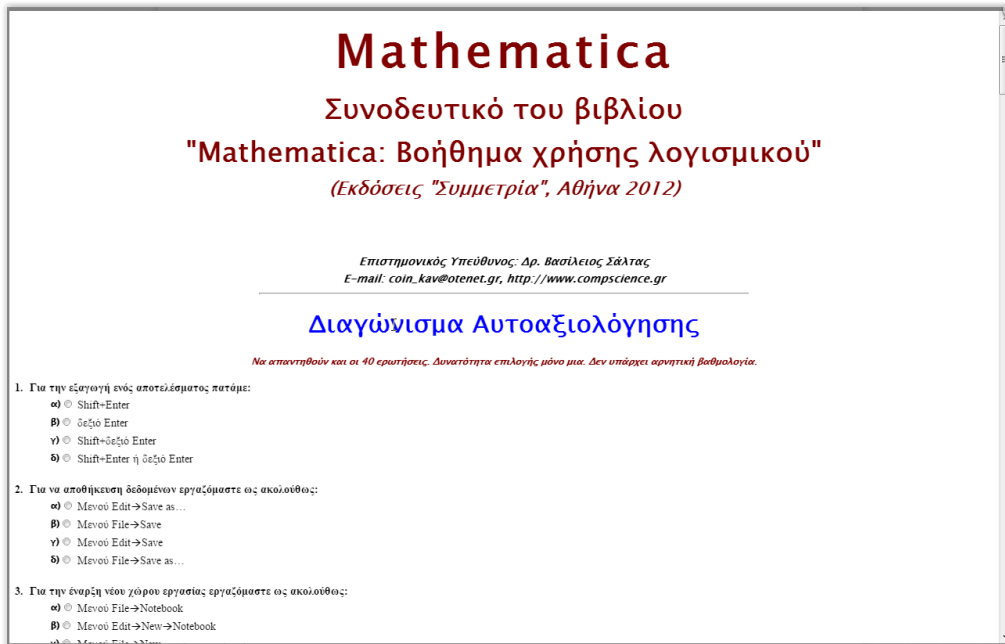 Mathematica
Συνοδευτικό του βιβλίου
"Mathematica: Βοήθημα χρήσης λογισμικού"
(Εκδόσεις "Συμμετρία", Αθήνα 2012)
Επιστημονικός Υπεύθυνος: Δρ. Βασίλειος Σάλτας
E-mail: coin_kav@otenet.gr, http://www.compscience.gr
Διαγώνισμα Αυτοαξιολόγησης
Να απαντηθούν και οι 40 ερωτήσεις. Δυνατότητα επιλογής μόνο μια. Δεν υπάρχει αρνητική βαθμολογία.
1. Για την εξαγωγή ενός αποτελέσματος πατάμε:
α) Shift+Enter
β) δεξιό Enter
γ) Shift+δεξιό Enter
δ) Shift+Enter ή δεξιό Enter
2. Για να αποθήκευση δεδομένων εργαζόμαστε ως ακολούθως:
α) Μενού Edit→Save as…
β) Μενού File→Save
γ) Μενού Edit→Save
δ) Μενού File→Save as…
3. Για την έναρξη νέου χώρου εργασίας εργαζόμαστε ως ακολούθως:
α) Μενού File→Notebook
β) Μενού Edit→New→Notebook
γ) Μενού File→New